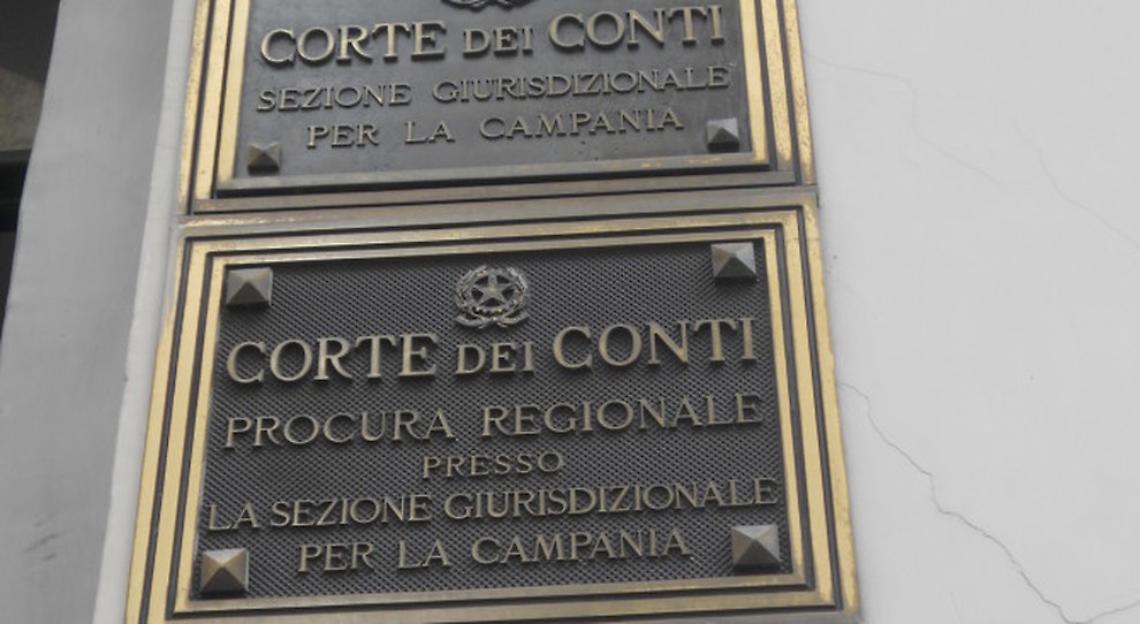 CORTE DEI CONTI
SEZIONE GIURISDIZIONALE
PER LA CAMPANIA
CORTE DEI CONTI
PROCURA REGIONALE
PRESSO
LA SEZIONE GIURISDIZIONALE
PER LA CAMPANIA